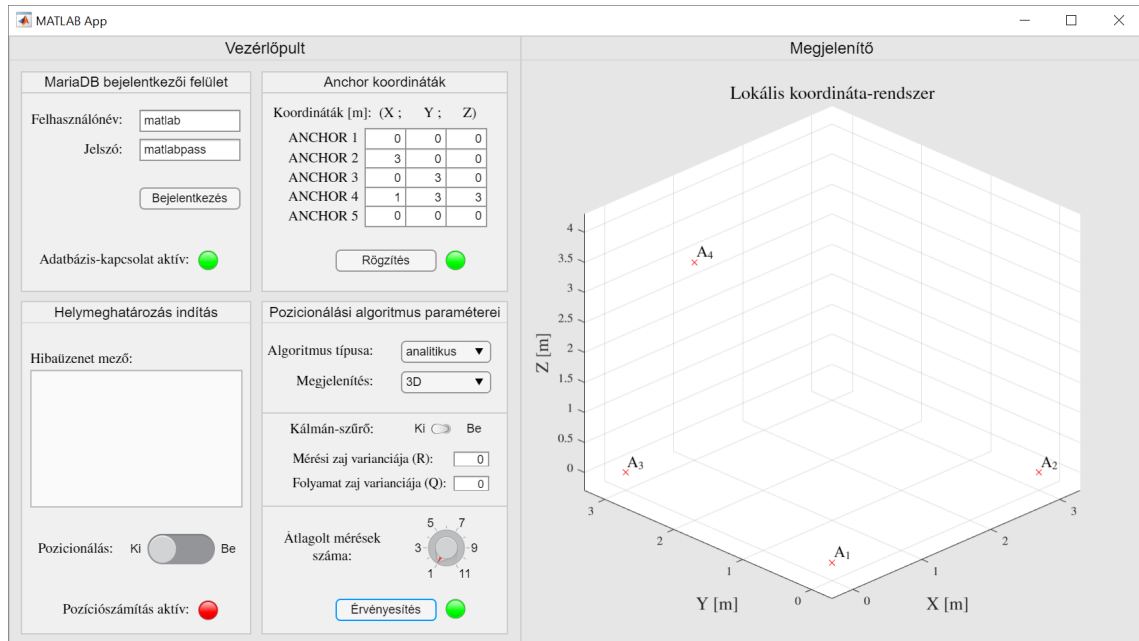 MATLAB App
Vezérlőpult
MariaDB bejelentkezői felület
Felhasználónév: matlab
Jelszó: matlabpass
Bejelentkezés
Adatbázis-kapcsolat aktív:
Anchor koordináták
Koordináták [m]: (X ; Y ; Z)
ANCHOR 1 0 0 0
ANCHOR 2 3 0 0
ANCHOR 3 0 3 0
ANCHOR 4 1 3 3
ANCHOR 5 0 0 0
Rögzítés
Helymeghatározás indítás
Hibaüzenet mező:
Pozicionálás: Ki Be
Pozíciószámítás aktív:
Pozicionálási algoritmus paraméterei
Algoritmus típusa: analitikus
Megjelenítés: 3D
Kálmán-szűrő: Ki Be
Mérési zaj varianciája (R): 0
Folyamat zaj varianciája (Q): 0
Átlagolt mérések
száma:
5 7
3 9
1 11
Érvényesítés
Megjelenítő
Lokális koordináta-rendszer
4
3.5
3
2.5
2
1.5
1
0.5
0
Z [m]
A4
A3
A2
A1
3
2
1
0
Y [m]
0
1
2
3
X [m]